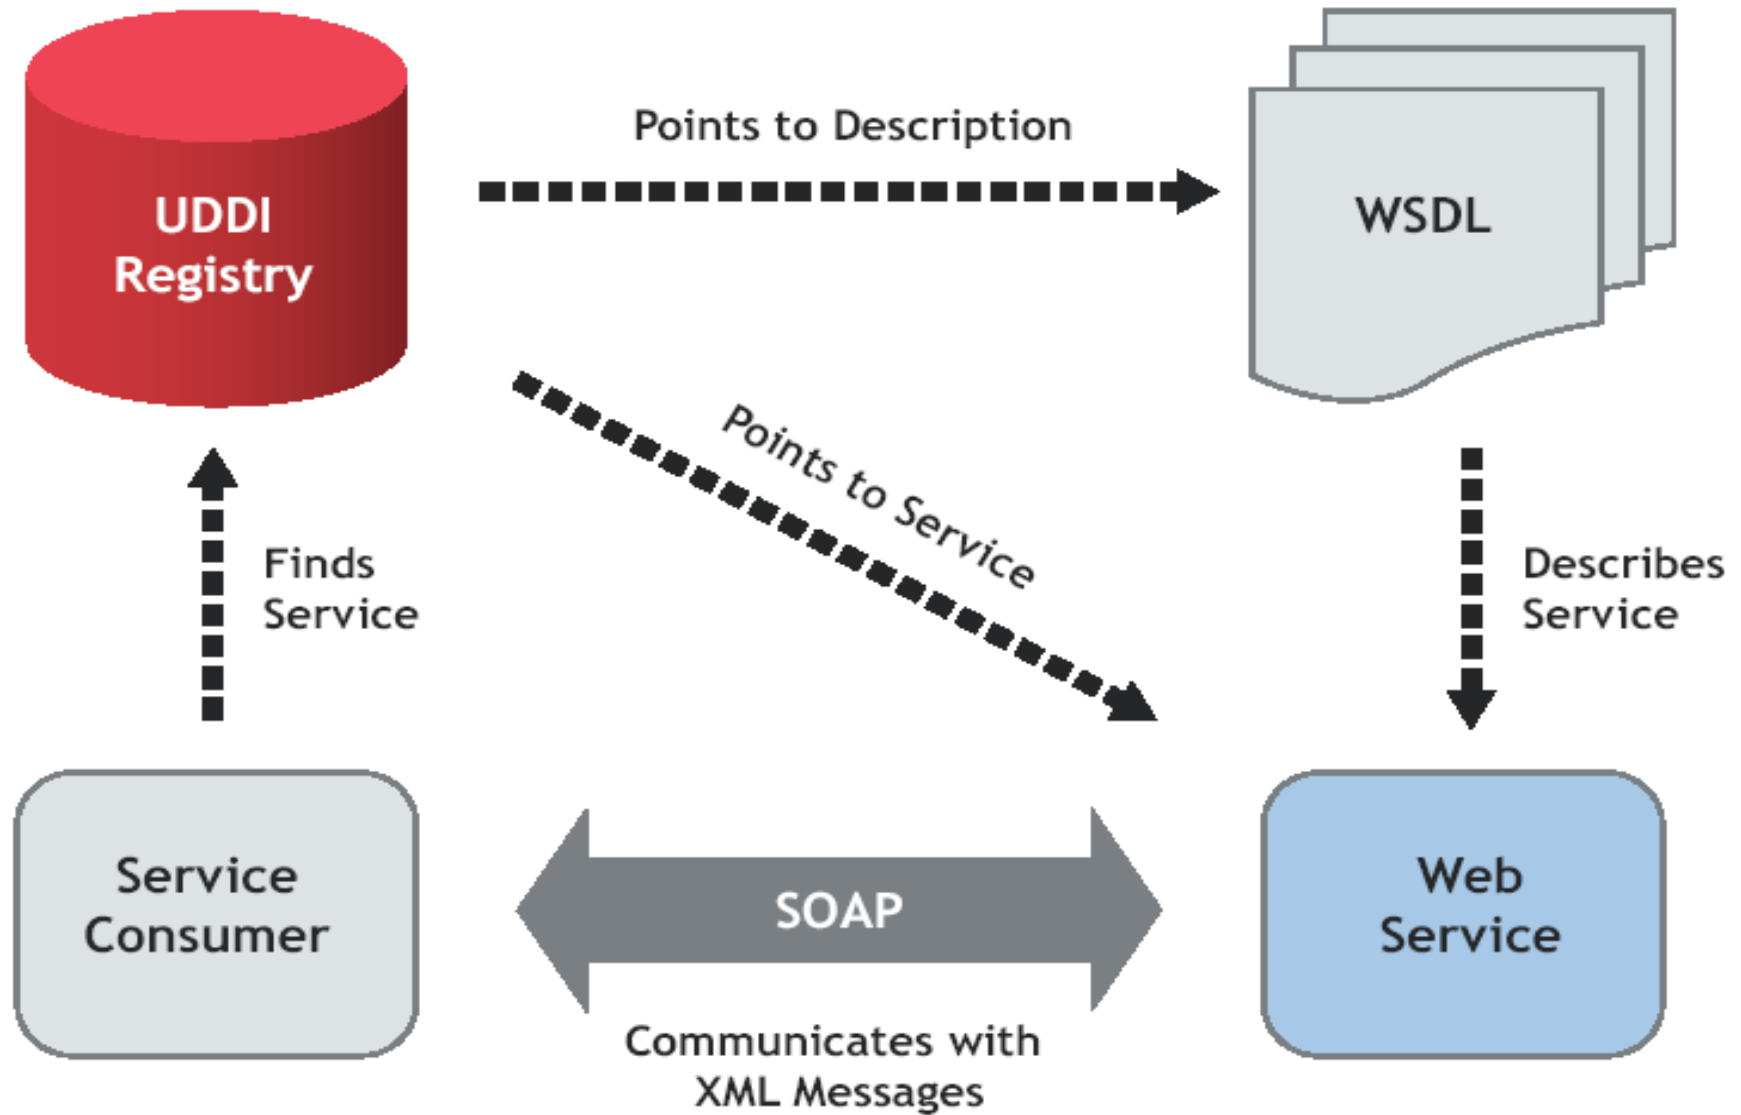 UDDI
Registry
Points to Description
WSDL
Points to Service
Finds
Service
Describes
Service
Service
Consumer
SOAP
Web
Service
Communicates with
XML Messages